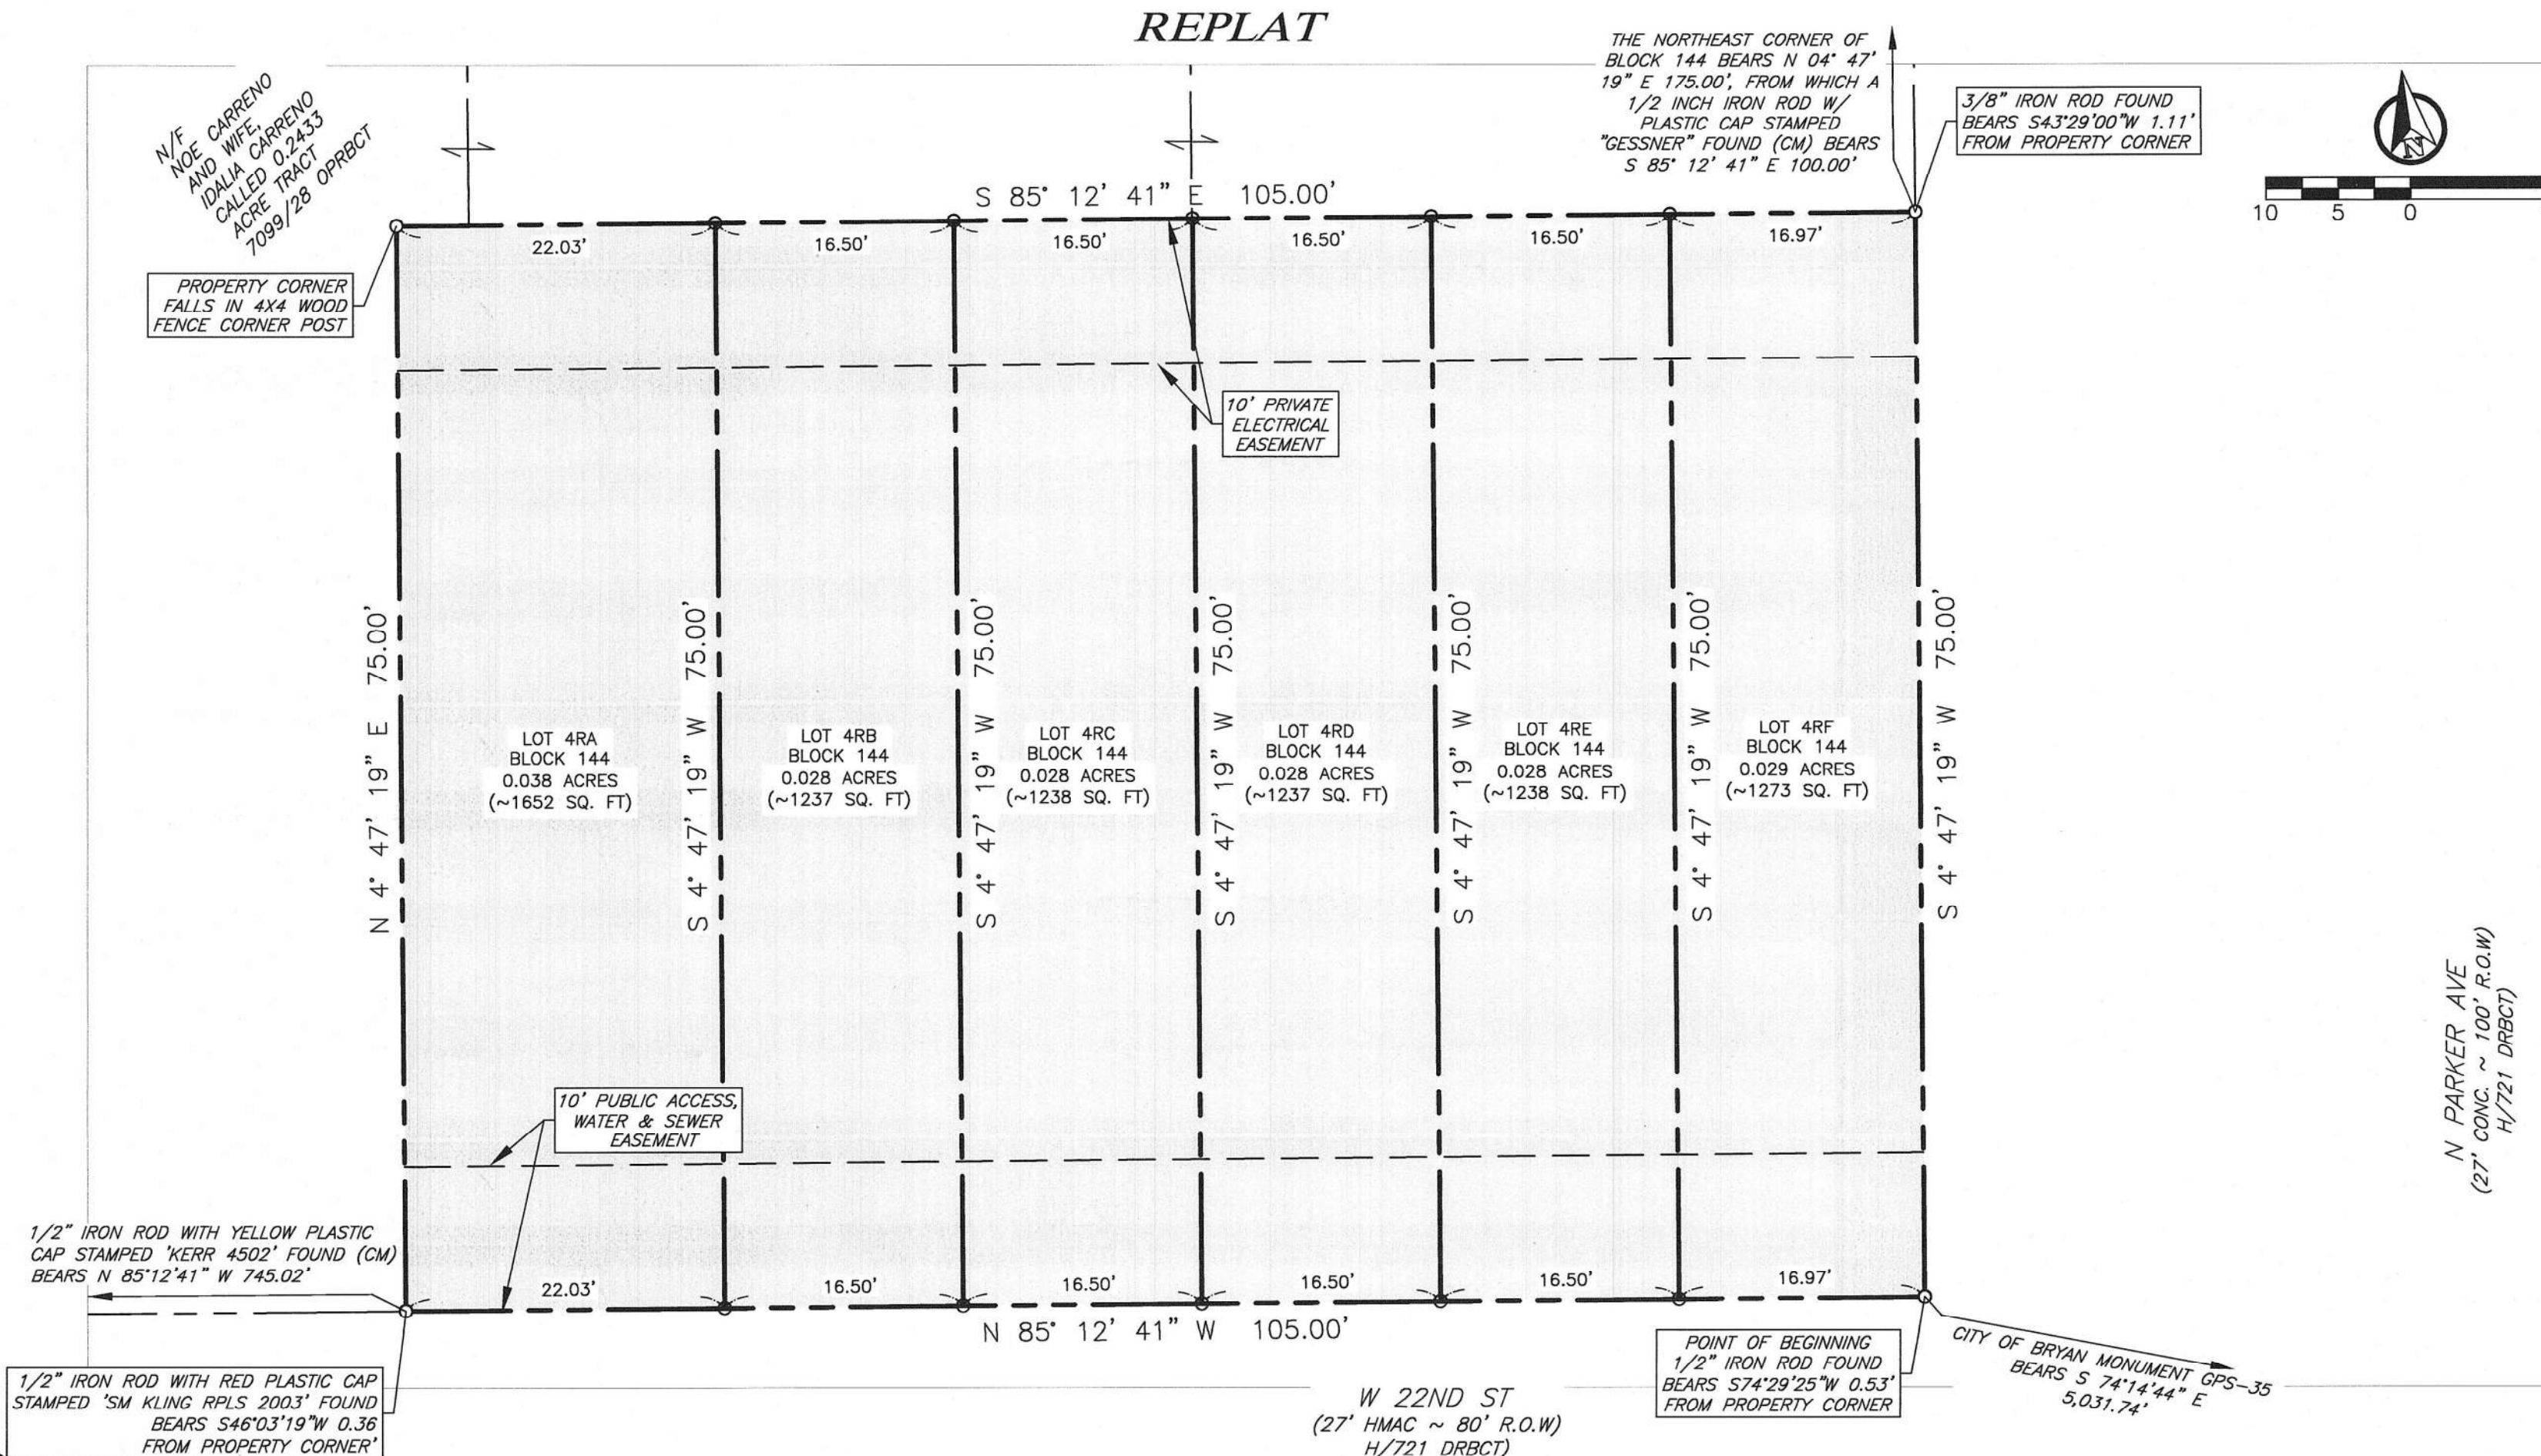 REPLAT
N/F
NOE CARRENO
AND WIFE,
IDALIA CARRENO
CALLED 0.2433
ACRE TRACT
7099/28 OPRBCT
THE NORTHEAST CORNER OF
BLOCK 144 BEARS N 04° 47'
19" E 175.00', FROM WHICH A
1/2 INCH IRON ROD W/
PLASTIC CAP STAMPED
"GESSNER" FOUND (CM) BEARS
S 85° 12' 41" E 100.00'
3/8" IRON ROD FOUND
BEARS S43°29'00"W 1.11'
FROM PROPERTY CORNER
N
10 5 0
PROPERTY CORNER
FALLS IN 4X4 WOOD
FENCE CORNER POST
S 85° 12' 41" E 105.00'
22.03' 16.50' 16.50' 16.50' 16.50' 16.97'
10' PRIVATE
ELECTRICAL
EASEMENT
N 4° 47' 19" E 75.00'
S 4° 47' 19" W 75.00'
S 4° 47' 19" W 75.00'
S 4° 47' 19" W 75.00'
S 4° 47' 19" W 75.00'
S 4° 47' 19" W 75.00'
S 4° 47' 19" W 75.00'
LOT 4RA
BLOCK 144
0.038 ACRES
(~1652 SQ. FT)
LOT 4RB
BLOCK 144
0.028 ACRES
(~1237 SQ. FT)
LOT 4RC
BLOCK 144
0.028 ACRES
(~1238 SQ. FT)
LOT 4RD
BLOCK 144
0.028 ACRES
(~1237 SQ. FT)
LOT 4RE
BLOCK 144
0.028 ACRES
(~1238 SQ. FT)
LOT 4RF
BLOCK 144
0.029 ACRES
(~1273 SQ. FT)
N PARKER AVE
(27' CONC. ~ 100' R.O.W)
H/721 DRBCT)
10' PUBLIC ACCESS,
WATER & SEWER
EASEMENT
1/2" IRON ROD WITH YELLOW PLASTIC
CAP STAMPED 'KERR 4502' FOUND (CM)
BEARS N 85°12'41" W 745.02'
22.03' 16.50' 16.50' 16.50' 16.50' 16.97'
N 85° 12' 41" W 105.00'
1/2" IRON ROD WITH RED PLASTIC CAP
STAMPED 'SM KLING RPLS 2003' FOUND
BEARS S46°03'19"W 0.36
FROM PROPERTY CORNER'
W 22ND ST
(27' HMAC ~ 80' R.O.W)
H/721 DRBCT)
POINT OF BEGINNING
1/2" IRON ROD FOUND
BEARS S74°29'25"W 0.53'
FROM PROPERTY CORNER
CITY OF BRYAN MONUMENT GPS-35
BEARS S 74°14'44" E
5,031.74'